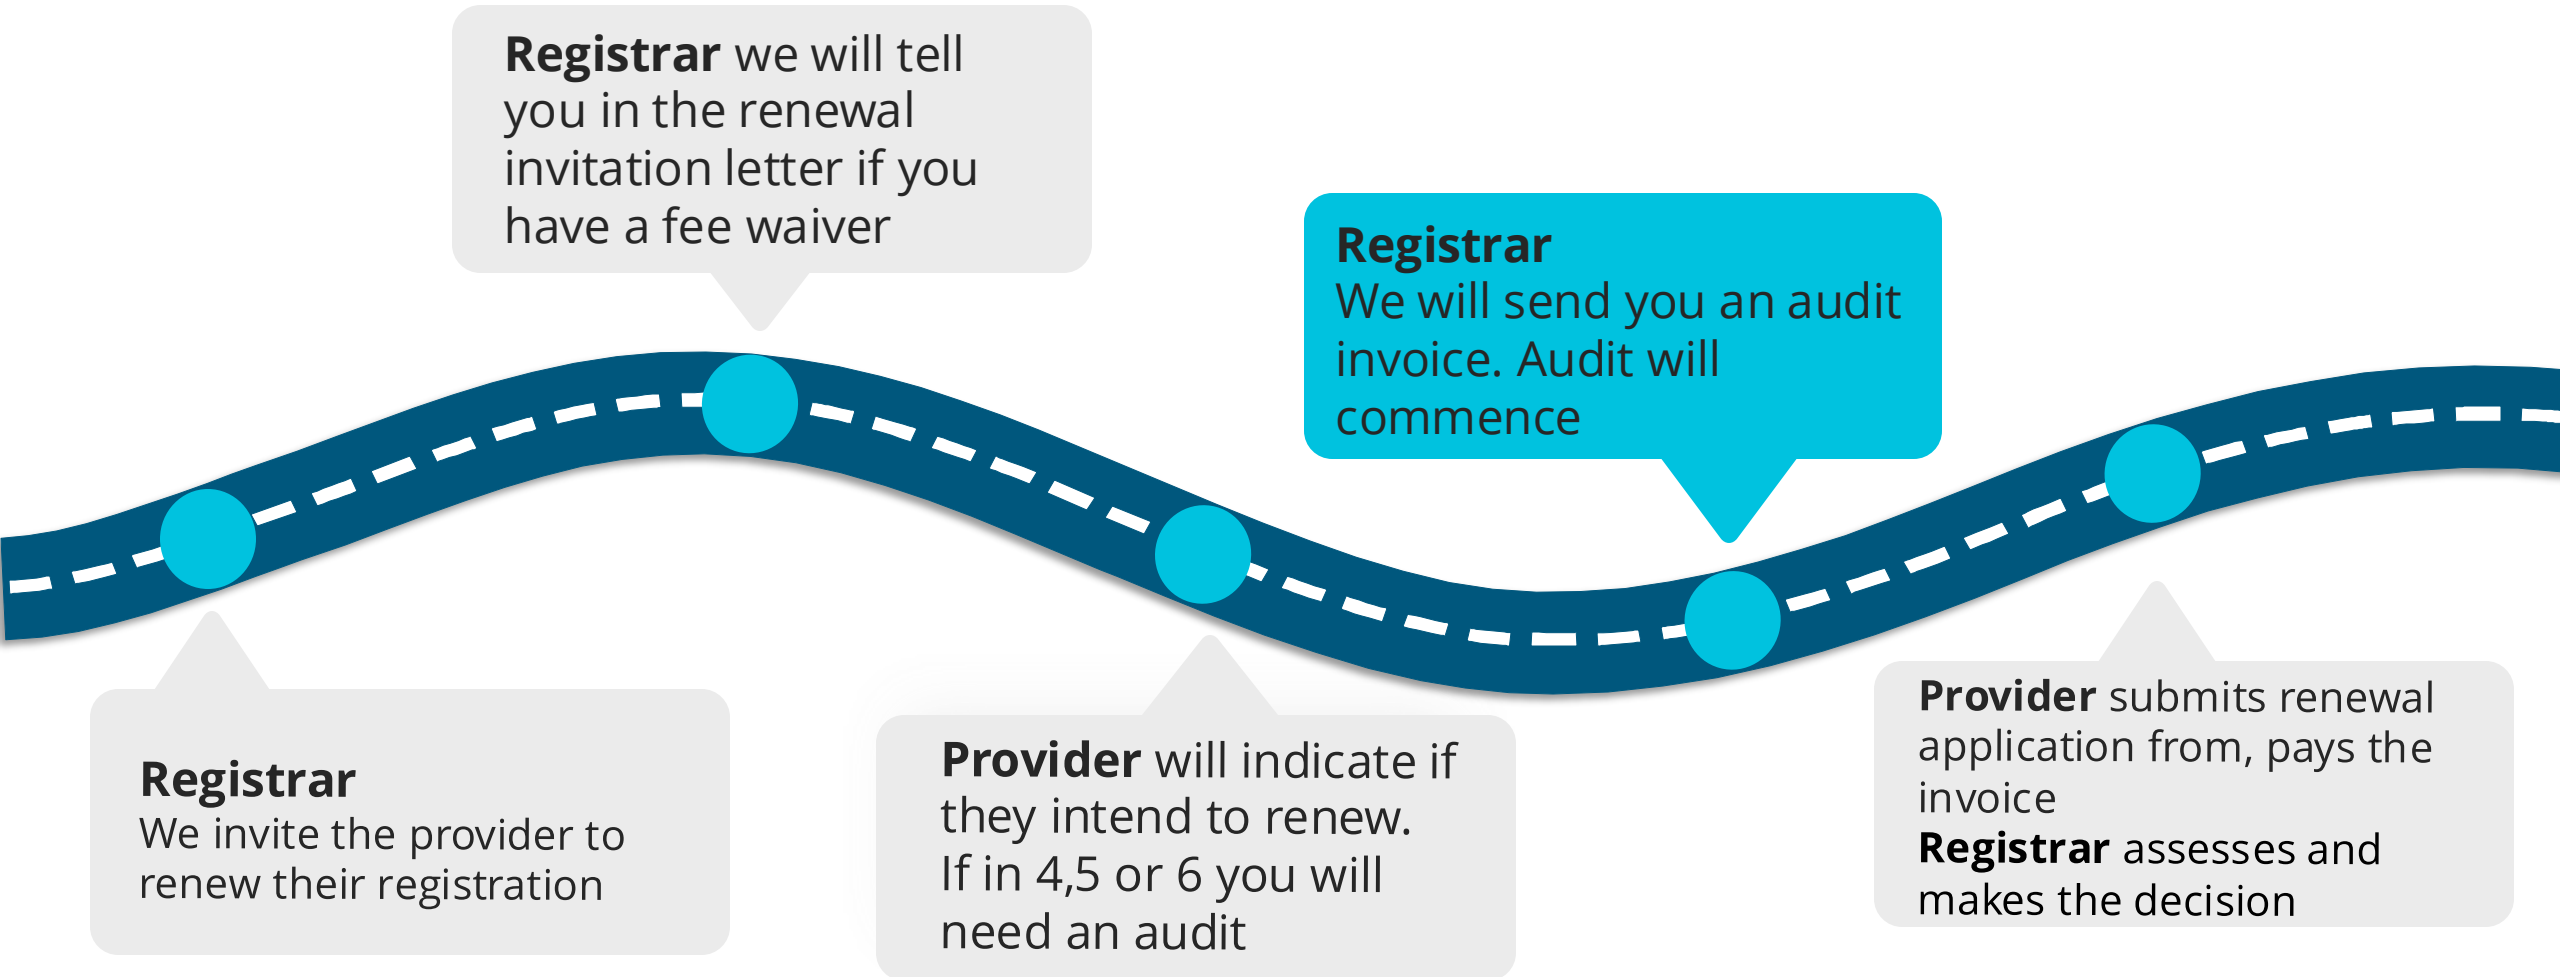 Registrar we will tell
you in the renewal
invitation letter if you
have a fee waiver
Registrar
We will send you an audit
invoice. Audit will
commence
Registrar
We invite the provider to
renew their registration
Provider will indicate if
they intend to renew.
If in 4,5 or 6 you will
need an audit
Provider submits renewal
application from, pays the
invoice
Registrar assesses and
makes the decision